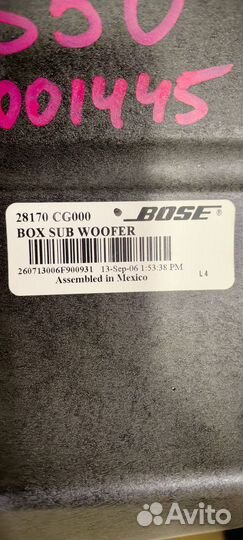 S50
001445
28170 CG000 BOSE®
BOX SUB WOOFER
260713006F900931 13-Sep-06 1:53:38 PM
Assembled in Mexico L4
Avito